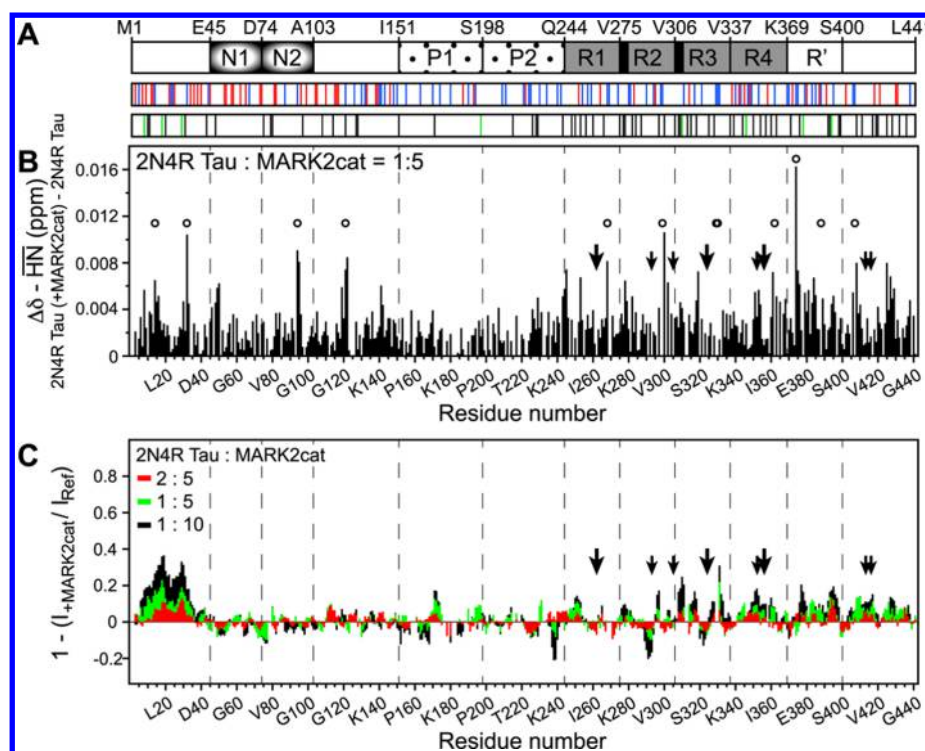 A
M1 E45 D74 A103 I151 S198 Q244 V275 V306 V337 K369 S400 L441
N1 N2 P1 P2 R1 R2 R3 R4 R'
B
2N4R Tau : MARK2cat = 1:5
Δδ - HN (ppm)
2N4R Tau (+MARK2cat) - 2N4R Tau
0.016
0.012
0.008
0.004
0
L20 D40 G60 V80 G100 G120 K140 P160 K180 P200 T220 K240 I260 K280 V300 S320 K340 I360 E380 S400 V420 G440
Residue number
C
2N4R Tau : MARK2cat
2 : 5
1 : 5
1 : 10
1 - (I+MARK2cat/ IRef)
0.8
0.4
0.2
0
-0.2
L20 D40 G60 V80 G100 G120 K140 P160 K180 P200 T220 K240 I260 K280 V300 S320 K340 I360 E380 S400 V420 G440
Residue number